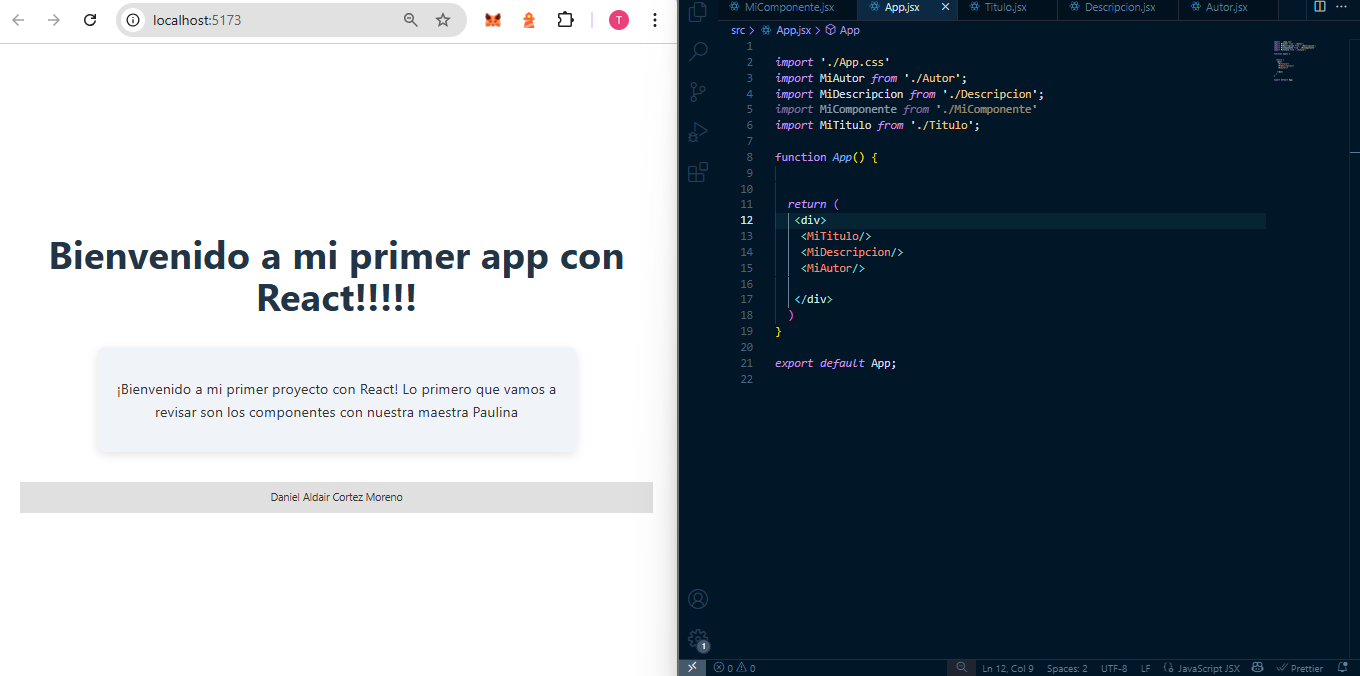 localhost:5173
T
Bienvenido a mi primer app con
React!!!!!
¡Bienvenido a mi primer proyecto con React! Lo primero que vamos a
revisar son los componentes con nuestra maestra Paulina
Daniel Aldair Cortez Moreno
MiComponente.jsx App.jsx Titulo.jsx Descripcion.jsx Autor.jsx
src > App.jsx > App
1
2 import './App.css'
3 import MiAutor from './Autor';
4 import MiDescripcion from './Descripcion';
5 import MiComponente from './MiComponente'
6 import MiTitulo from './Titulo';
7
8 function App() {
9
10
11 return (
12 <div>
13 <MiTitulo/>
14 <MiDescripcion/>
15 <MiAutor/>
16
17 </div>
18 )
19 }
20
21 export default App;
22
1
0 0 Ln 12, Col 9 Spaces: 2 UTF-8 LF {} JavaScript JSX Prettier